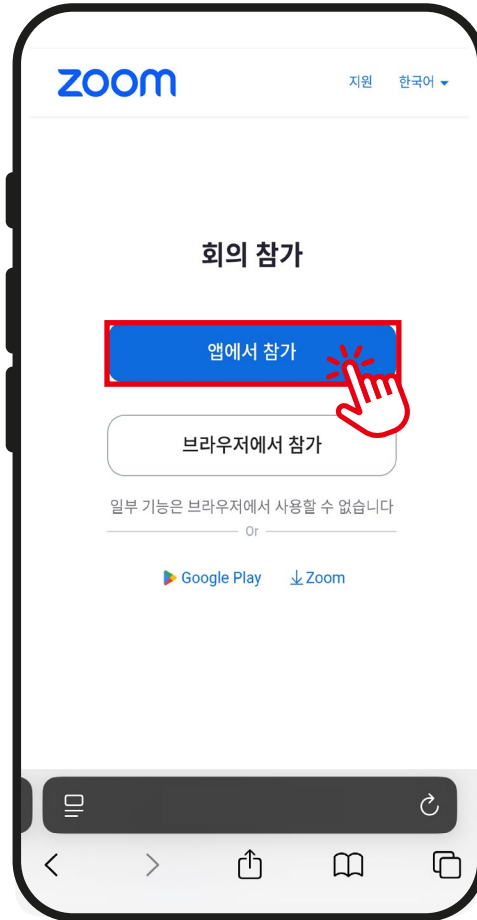 zoom
지원 한국어
회의 참가
앱에서 참가
브라우저에서 참가
일부 기능은 브라우저에서 사용할 수 없습니다
Or
Google Play Zoom